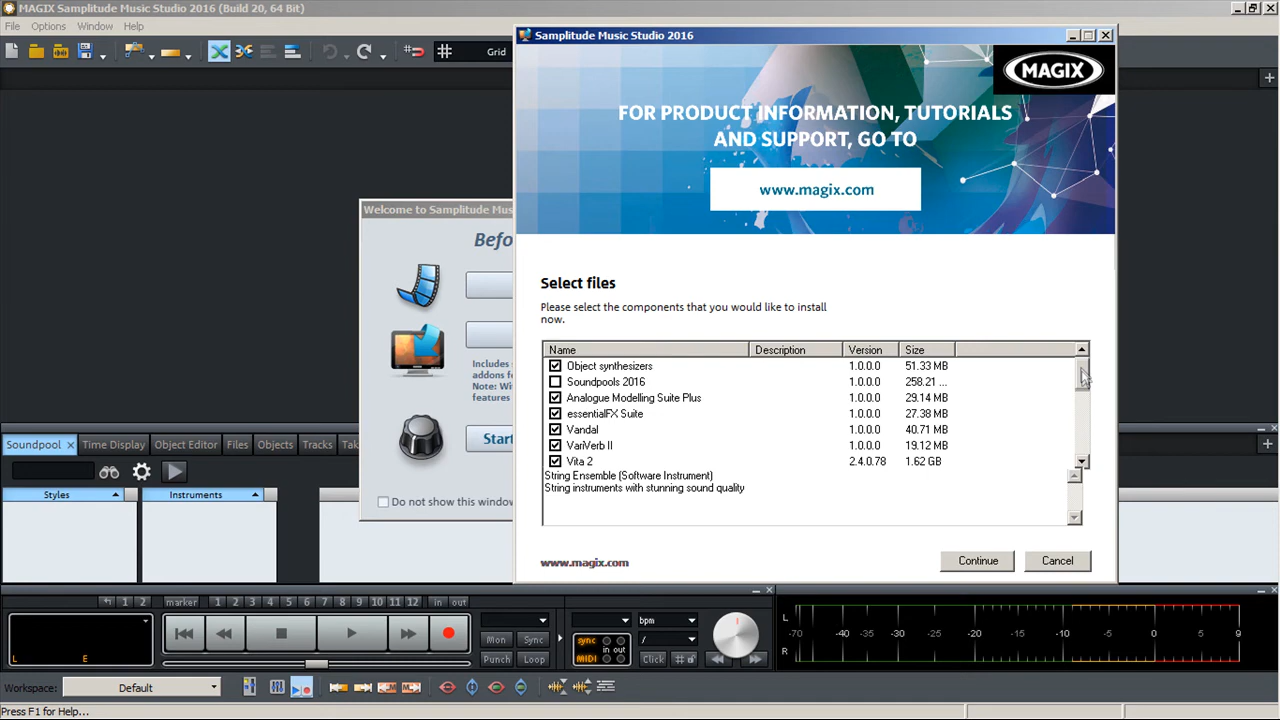 MAGIX Samplitude Music Studio 2016 (Build 20, 64 Bit)
File Options Window Help
Grid
Samplitude Music Studio 2016
MAGIX
FOR PRODUCT INFORMATION, TUTORIALS
AND SUPPORT, GO TO
www.magix.com
Welcome to Samplitude Mus
Befo
Includes
addons fo
Note: Wi
features
Start
Do not show this window
Select files
Please select the components that you would like to install
now.
Name Description Version Size
Object synthesizers 1.0.0.0 51.33 MB
Soundpools 2016 1.0.0.0 258.21 ...
Analogue Modelling Suite Plus 1.0.0.0 29.14 MB
essentialFX Suite 1.0.0.0 27.38 MB
Vandal 1.0.0.0 40.71 MB
VariVerb II 1.0.0.0 19.12 MB
Vita 2 2.4.0.78 1.62 GB
String Ensemble (Software Instrument)
String instruments with stunning sound quality
www.magix.com
Continue Cancel
Soundpool Time Display Object Editor Files Objects Tracks Tak
Styles Instruments
1 2 marker 1 2 3 4 5 6 7 8 9 10 11 12 in out
L E
Mon Sync
Punch Loop
sync
MIDI
in out
bpm
/
Click
L
-70 -40 -35 -30 -25 -20 -15 -10 -5 0 5 9
R
Workspace: Default
Press F1 for Help...